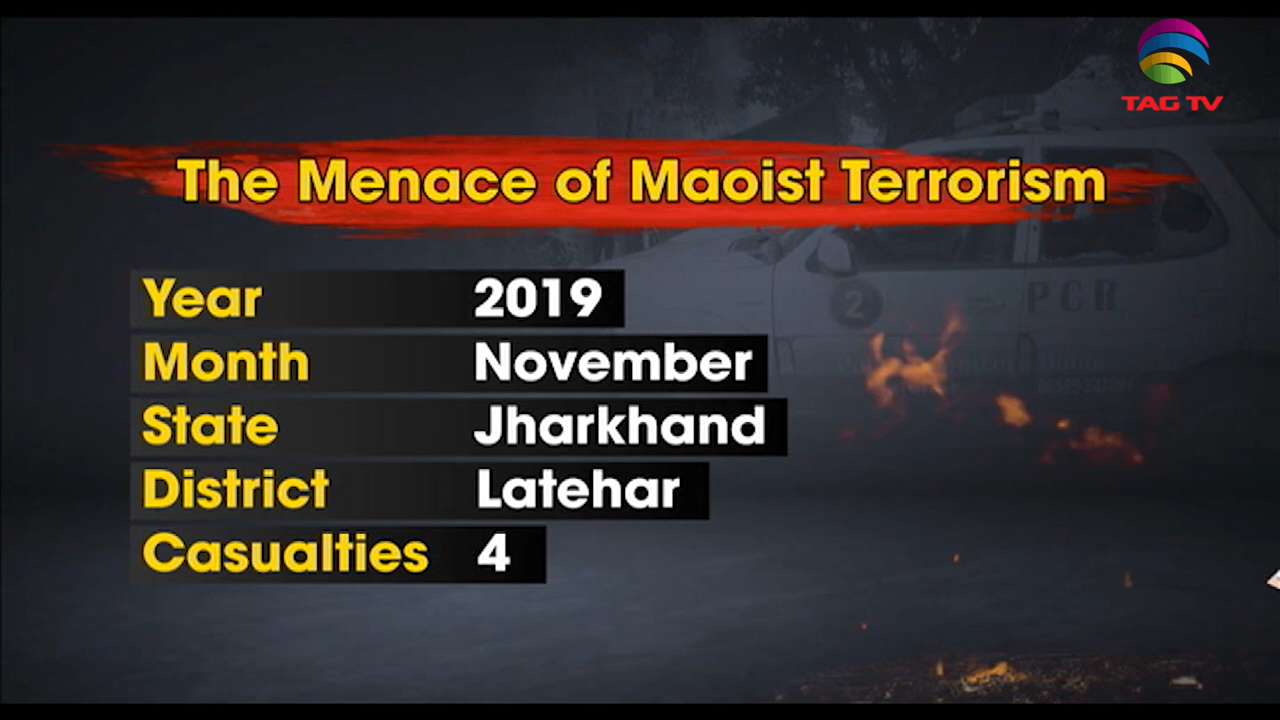 TAG TV
The Menace of Maoist Terrorism
Year 2019
Month November
State Jharkhand
District Latehar
Casualties 4
2
PCR